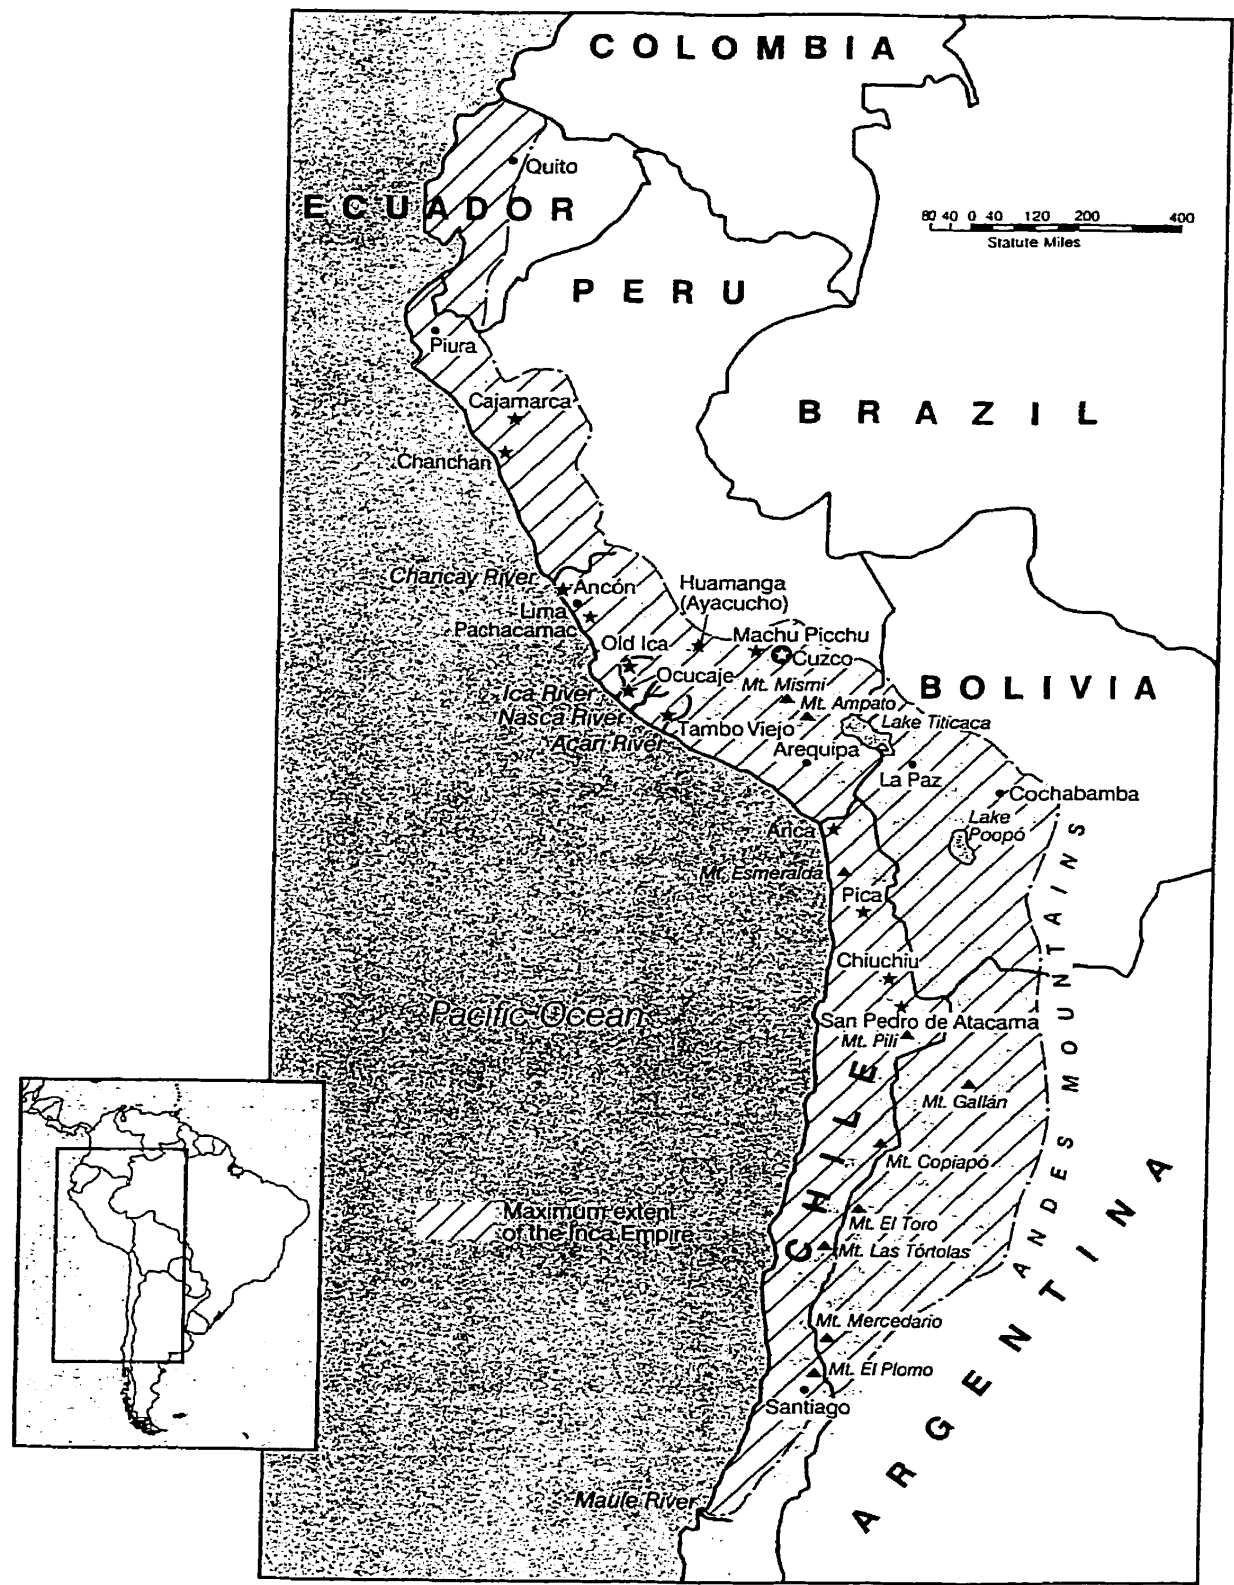 COLOMBIA
Quito
ECUADOR
80 40 0 40 120 200 400
Statute Miles
PERU
Piura
BRAZIL
Cajamarca
Chanchan
Chancay River
Ancón
Huamanga
(Ayacucho)
Lima
Pachacamac
Machu Picchu
Old Ica
Cuzco
Ocucaje
Mt. Mismi
BOLIVIA
Ica River
Mt. Ampato
Nasca River
Lake Titicaca
Tambo Viejo
Acarí River
Arequipa
La Paz
Cochabamba
Lake
Poopó
Arica
Mt. Esmeralda
Pica
Chiuchiu
Pacific Ocean
San Pedro de Atacama
Mt. Pili
Mt. Gallán
CHILE
ANDES MOUNTAINS
Mt. Copiapó
ARGENTINA
Maximum extent
of the Inca Empire
Mt. El Toro
Mt. Las Tórtolas
Mt. Mercedario
Mt. El Plomo
Santiago
Maule River